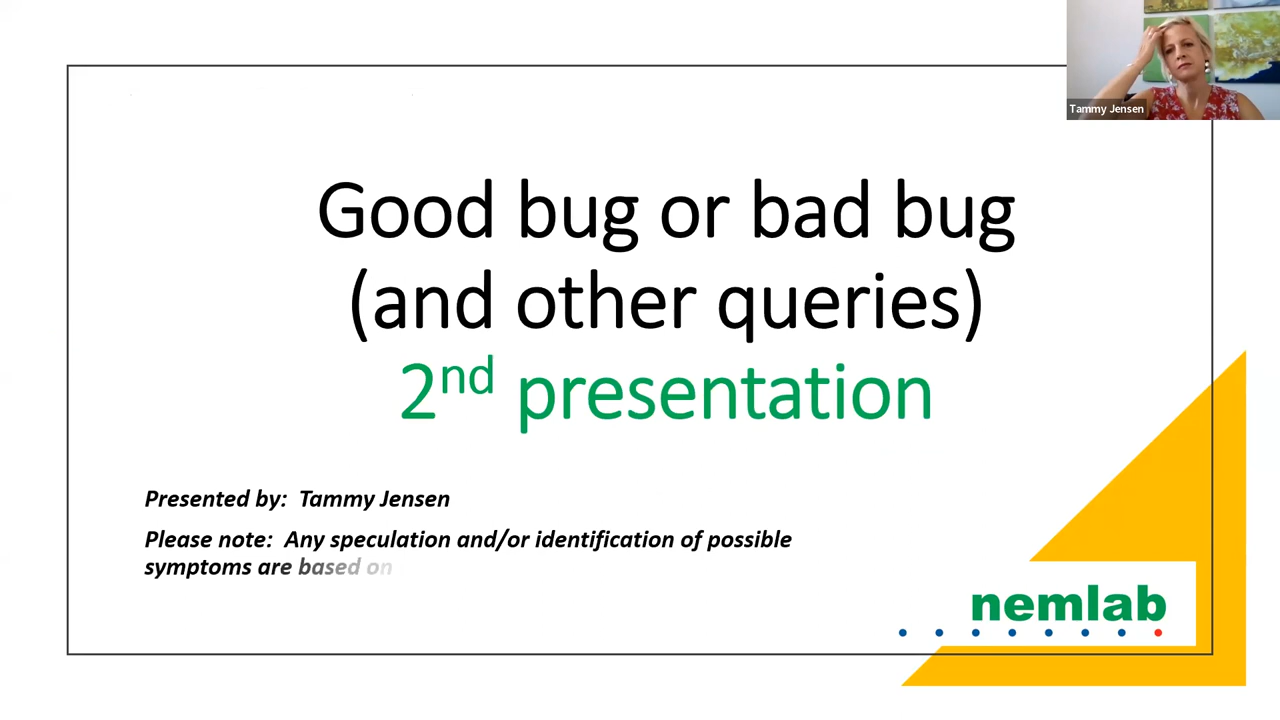 Tammy Jensen
Good bug or bad bug
(and other queries)
2nd presentation
Presented by: Tammy Jensen
Please note: Any speculation and/or identification of possible
symptoms are based on
nemlab